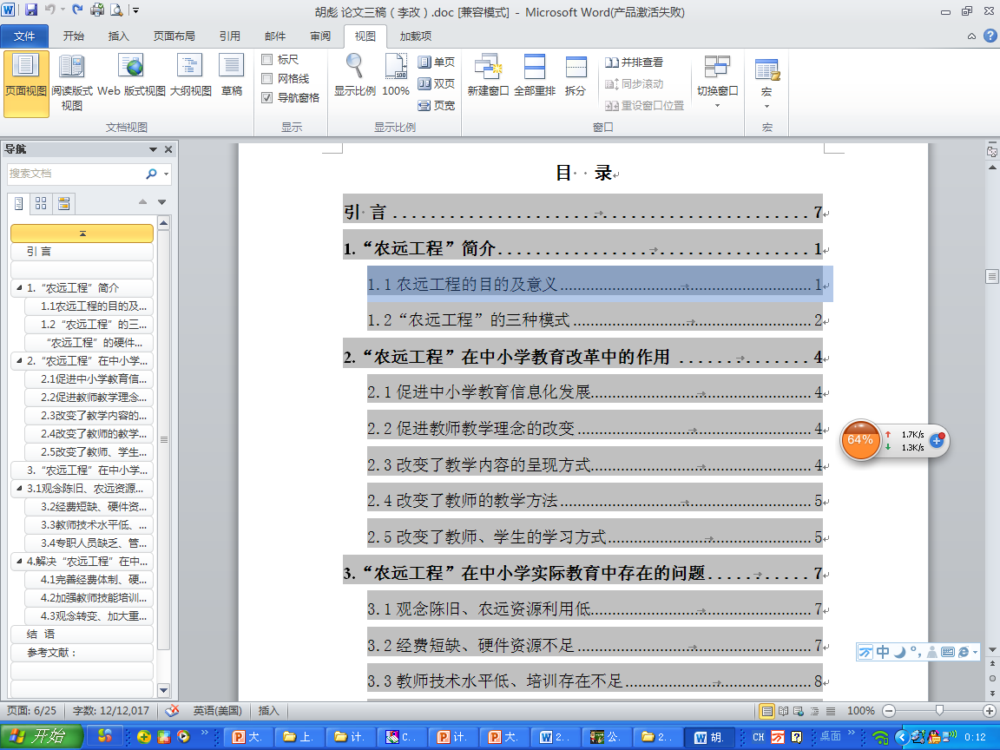 胡彪 论文三稿（李改）.doc [兼容模式] - Microsoft Word(产品激活失败)
文件 开始 插入 页面布局 引用 邮件 审阅 视图 加载项
页面视图 阅读版式视图 Web 版式视图 大纲视图 草稿
文档视图
标尺
网格线
导航窗格
显示
显示比例 100% 单页
双页
页宽
显示比例
新建窗口 全部重排 拆分
并排查看
同步滚动
重设窗口位置
切换窗口
窗口
宏
宏
导航
搜索文档
引 言
1.“农远工程”简介
1.1农远工程的目的及...
1.2“农远工程”的三...
“农远工程”的硬件...
2.“农远工程”在中小学...
2.1促进中小学教育信...
2.2促进教师教学理念...
2.3改变了教学内容的...
2.4改变了教师的教学...
2.5改变了教师、学生...
3.“农远工程”在中小学...
3.1观念陈旧、农远资源...
3.2经费短缺、硬件资...
3.3教师技术水平低、...
3.4专职人员缺乏、管...
4.解决“农远工程”在中...
4.1完善经费体制、硬...
4.2加强教师技能培训...
4.3观念转变、加大重...
结 语
参考文献：
目 录
引 言 7
1.“农远工程”简介 1
1.1 农远工程的目的及意义 1
1.2“农远工程”的三种模式 2
2.“农远工程”在中小学教育改革中的作用 4
2.1 促进中小学教育信息化发展 4
2.2 促进教师教学理念的改变 4
2.3 改变了教学内容的呈现方式 4
2.4 改变了教师的教学方法 5
2.5 改变了教师、学生的学习方式 5
3.“农远工程”在中小学实际教育中存在的问题 7
3.1 观念陈旧、农远资源利用低 7
3.2 经费短缺、硬件资源不足 7
3.3 教师技术水平低、培训存在不足 8
64% 1.7K/s
1.3K/s
中
页面: 6/25 字数: 12/12,017 英语(美国) 插入 100%
开始 大. 上. 计. C.. 计. 大. 2.. 公. 2.. 胡. CH 桌面 0:12